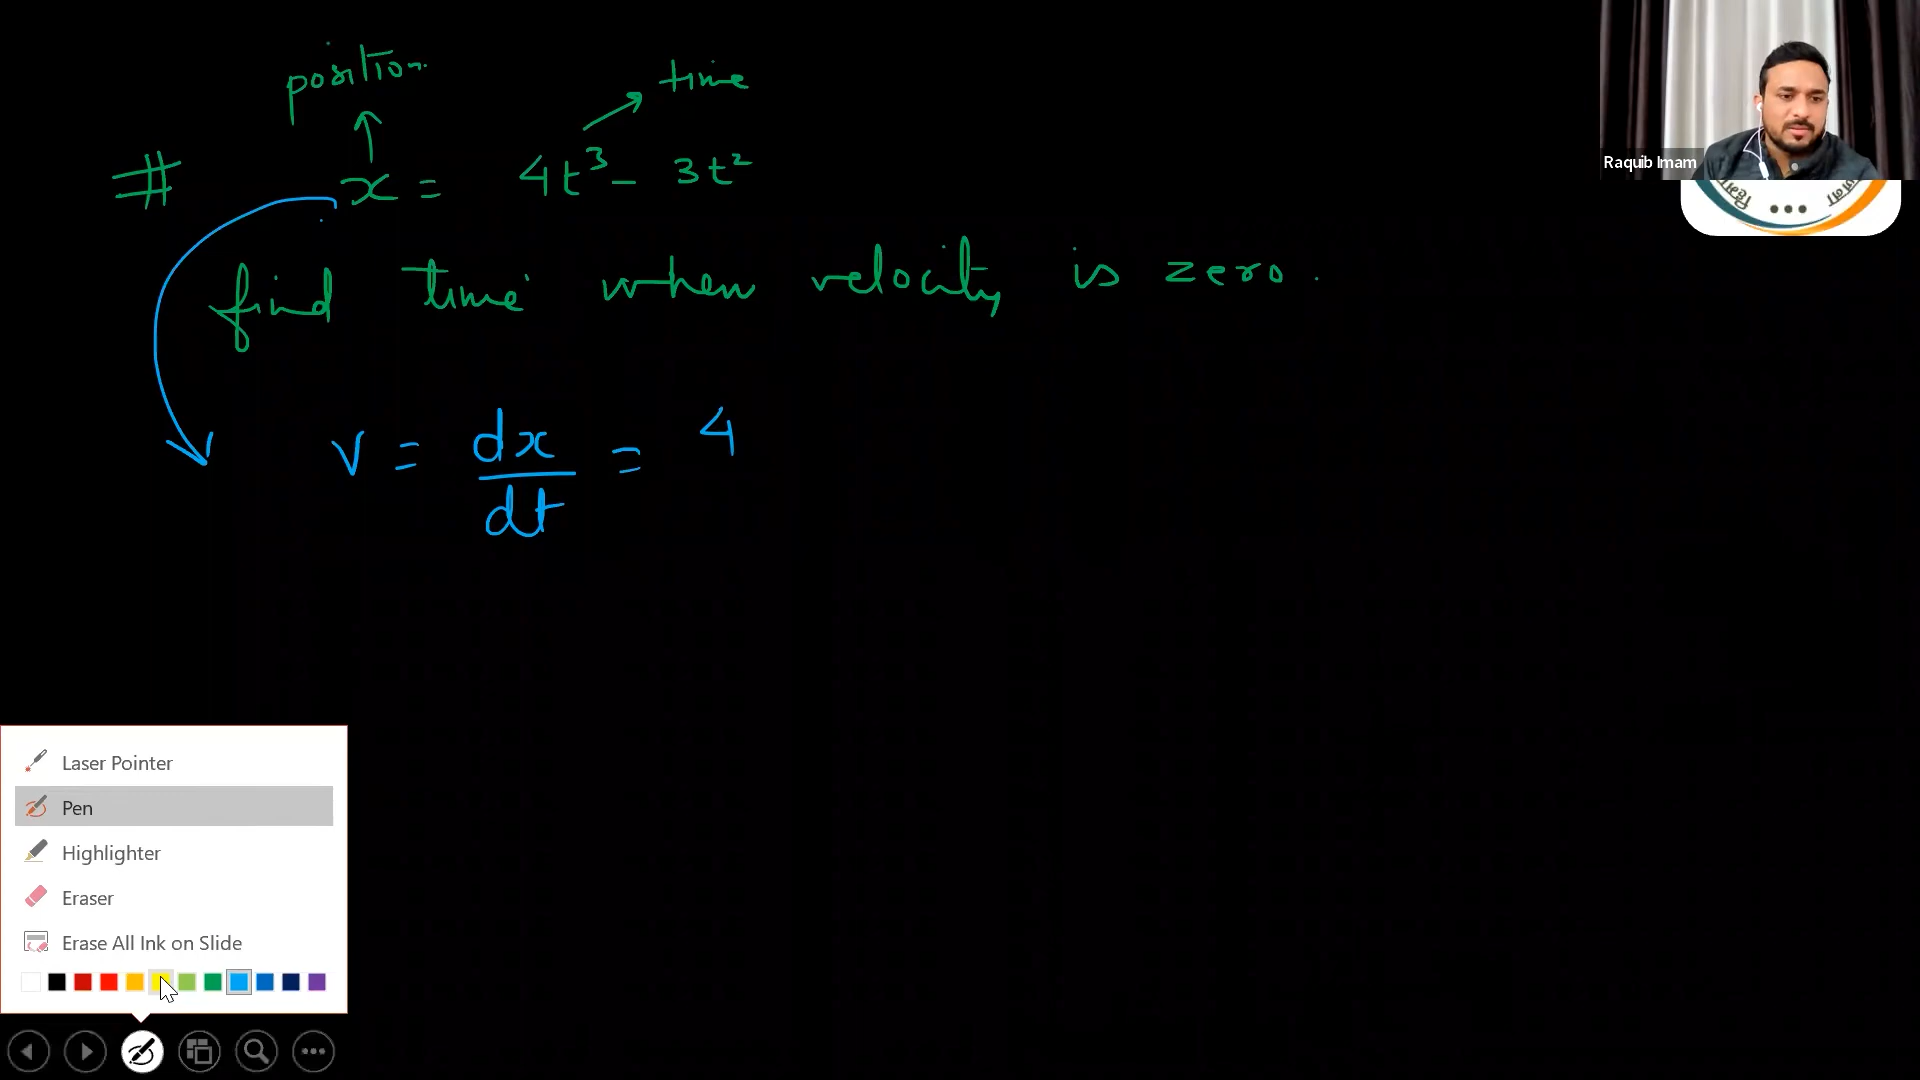 position
time
# x = 4t³ - 3t²
find time when velocity is zero.
v = dx/dt = 4
Raquib Imam
Laser Pointer
Pen
Highlighter
Eraser
Erase All Ink on Slide